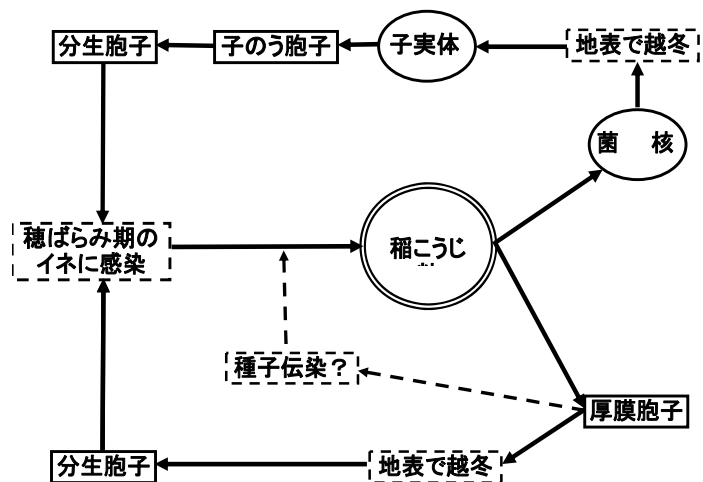 分生胞子
子のう胞子
子実体
地表で越冬
菌 核
穂ばらみ期の
イネに感染
稲こうじ
種子伝染？
厚膜胞子
分生胞子
地表で越冬